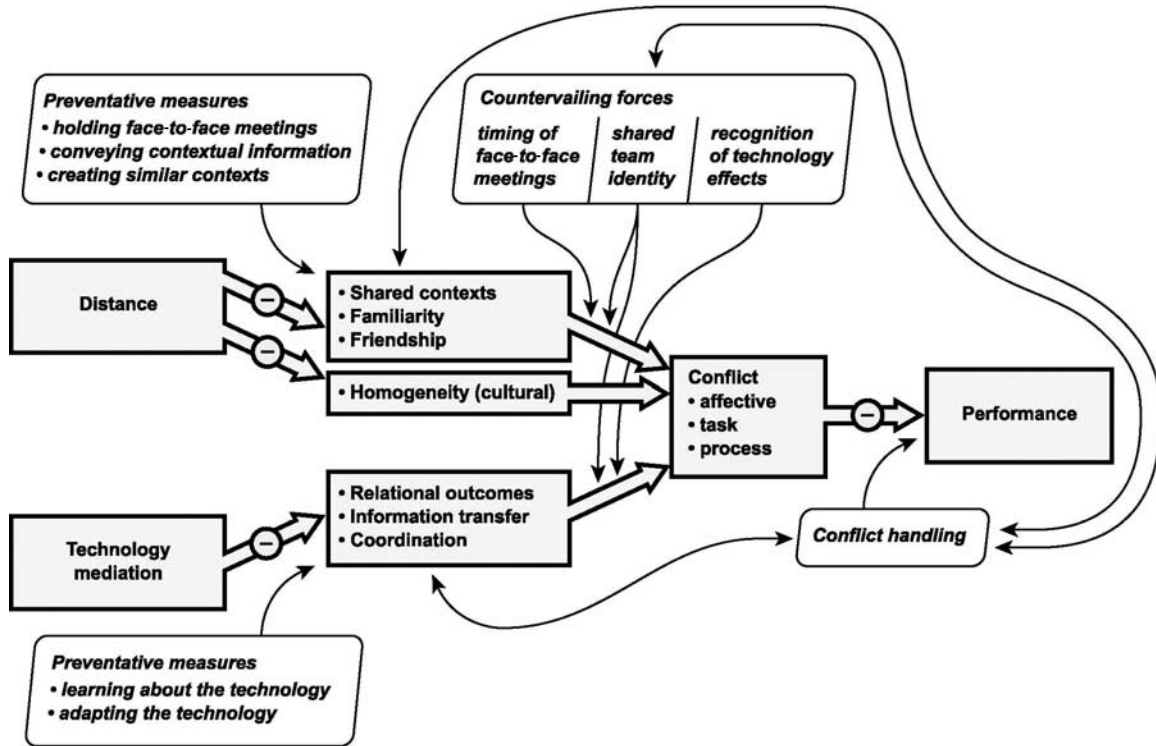 Preventative measures
• holding face-to-face meetings
• conveying contextual information
• creating similar contexts
Countervailing forces
timing of
face-to-face
meetings
shared
team
identity
recognition
of technology
effects
Distance
−
−
• Shared contexts
• Familiarity
• Friendship
• Homogeneity (cultural)
Conflict
• affective
• task
• process
−
Performance
Technology
mediation
−
• Relational outcomes
• Information transfer
• Coordination
Conflict handling
Preventative measures
• learning about the technology
• adapting the technology